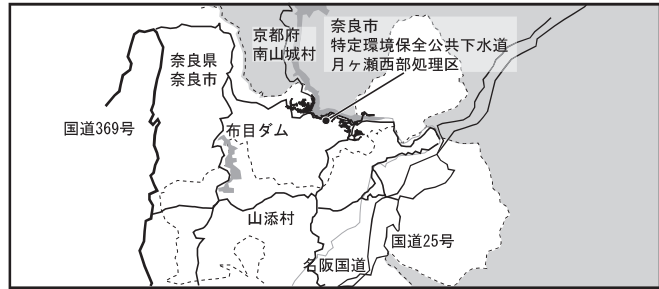 京都府
南山城村
奈良市
特定環境保全公共下水道
月ヶ瀬西部処理区
奈良県
奈良市
国道369号
布目ダム
山添村
国道25号
名阪国道